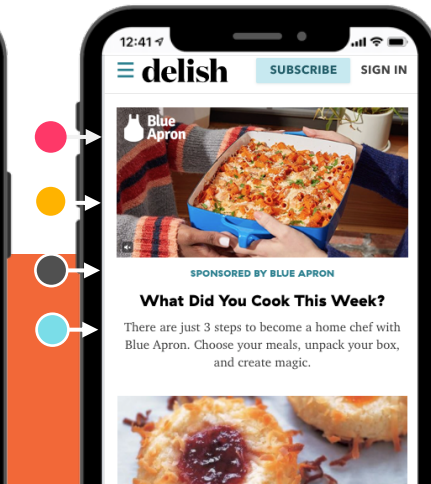 12:41
delish
SUBSCRIBE
SIGN IN
Blue
Apron
SPONSORED BY BLUE APRON
What Did You Cook This Week?
There are just 3 steps to become a home chef with
Blue Apron. Choose your meals, unpack your box,
and create magic.